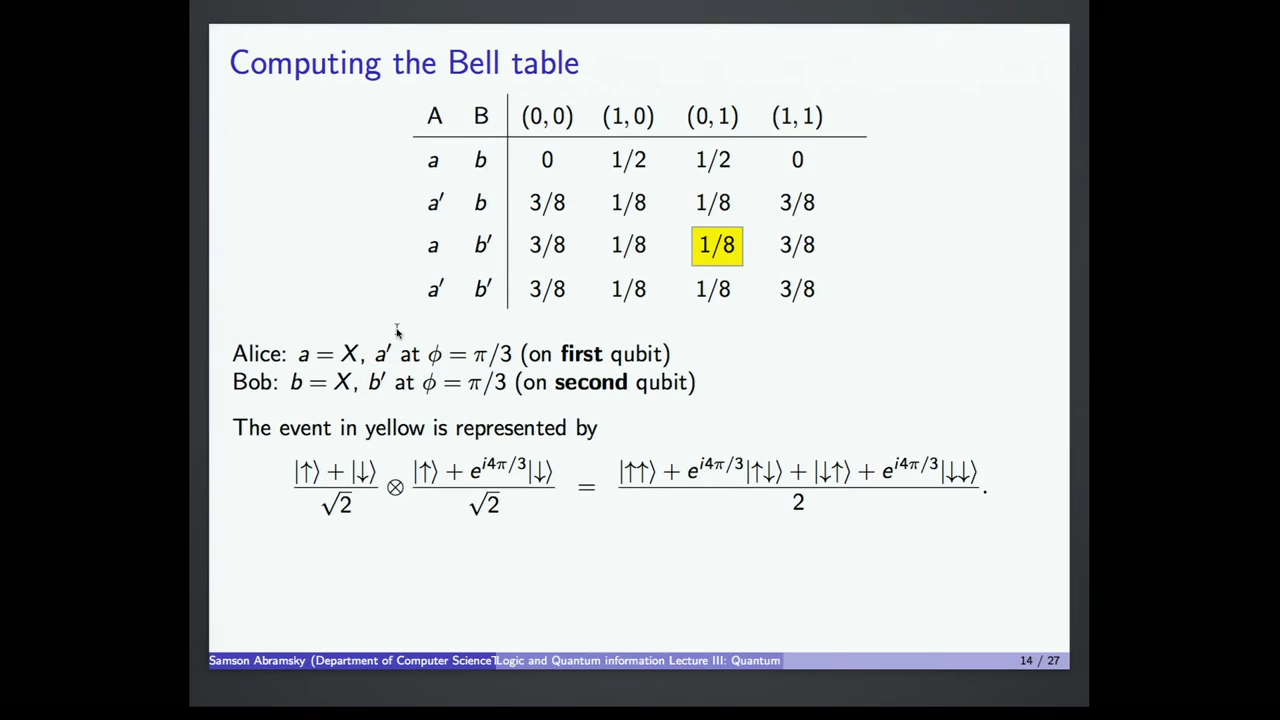 Computing the Bell table
A B (0, 0) (1, 0) (0, 1) (1, 1)
a b 0 1/2 1/2 0
a′ b 3/8 1/8 1/8 3/8
a b′ 3/8 1/8 1/8 3/8
a′ b′ 3/8 1/8 1/8 3/8
Alice: a = X, a′ at ϕ = π/3 (on first qubit)
Bob: b = X, b′ at ϕ = π/3 (on second qubit)
The event in yellow is represented by
|↑⟩ + |↓⟩ / √2 ⊗ |↑⟩ + e^{i4π/3}|↓⟩ / √2 = |↑↑⟩ + e^{i4π/3}|↑↓⟩ + |↓↑⟩ + e^{i4π/3}|↓↓⟩ / 2 .
Samson Abramsky (Department of Computer Science Logic and Quantum information Lecture III: Quantum 14 / 27